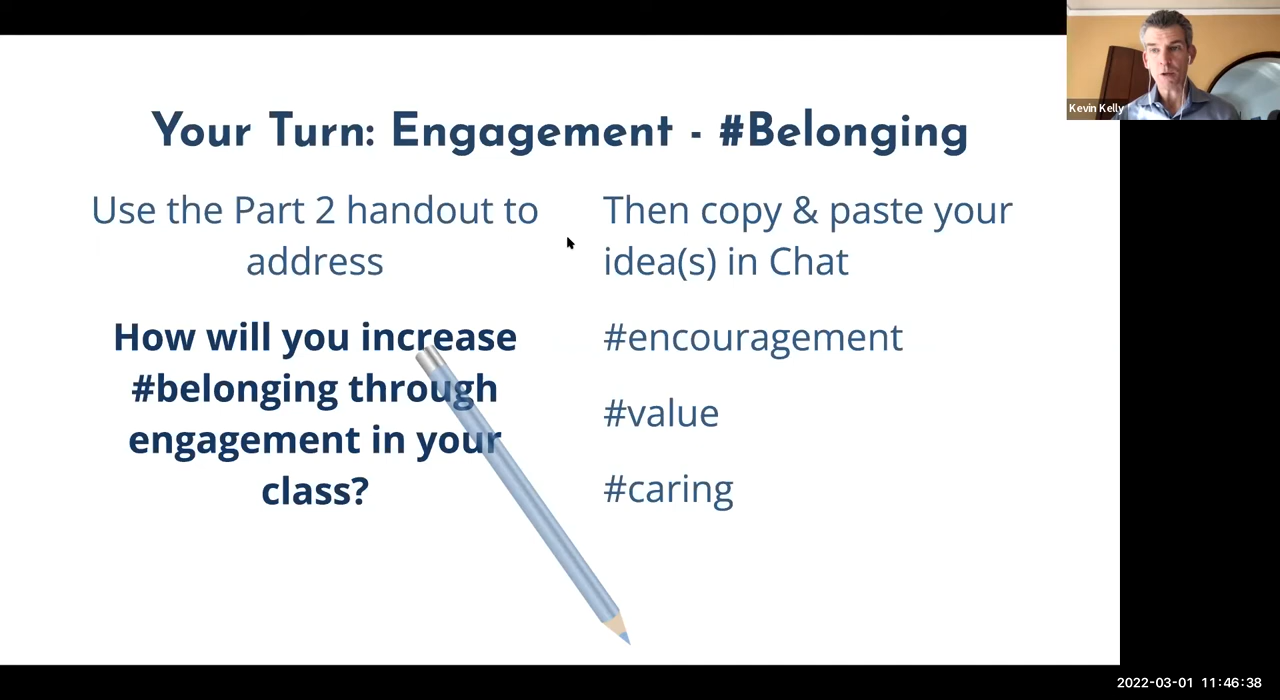 Your Turn: Engagement - #Belonging
Use the Part 2 handout to
address
How will you increase
#belonging through
engagement in your
class?
Then copy & paste your
idea(s) in Chat
#encouragement
#value
#caring
Kevin Kelly
2022-03-01 11:46:38